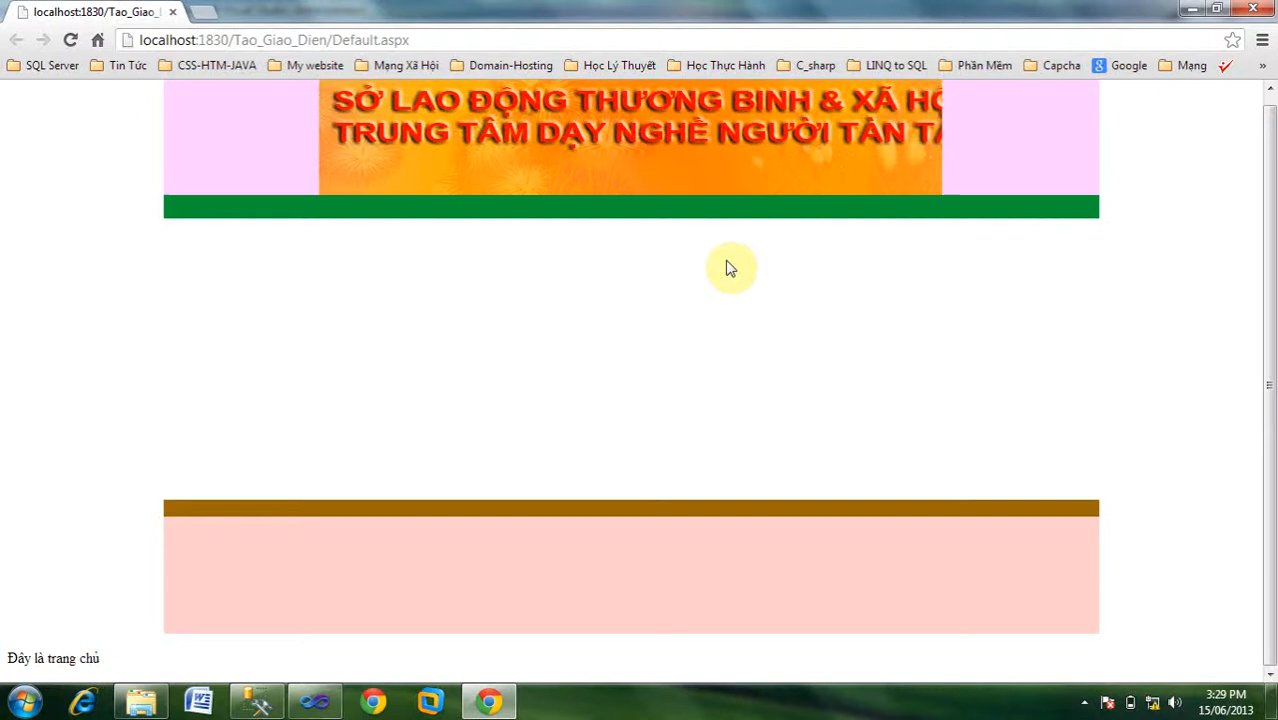 localhost:1830/Tao_Giao_
localhost:1830/Tao_Giao_Dien/Default.aspx
SQL Server Tin Tức CSS-HTM-JAVA My website Mạng Xã Hội Domain-Hosting Học Lý Thuyết Học Thực Hành C_sharp LINQ to SQL Phần Mềm Capcha Google Mạng »
SỞ LAO ĐỘNG THƯƠNG BINH & XÃ HỘ
TRUNG TÂM DẠY NGHỀ NGƯỜI TÀN TẬ
Đây là trang chủ
3:29 PM
15/06/2013